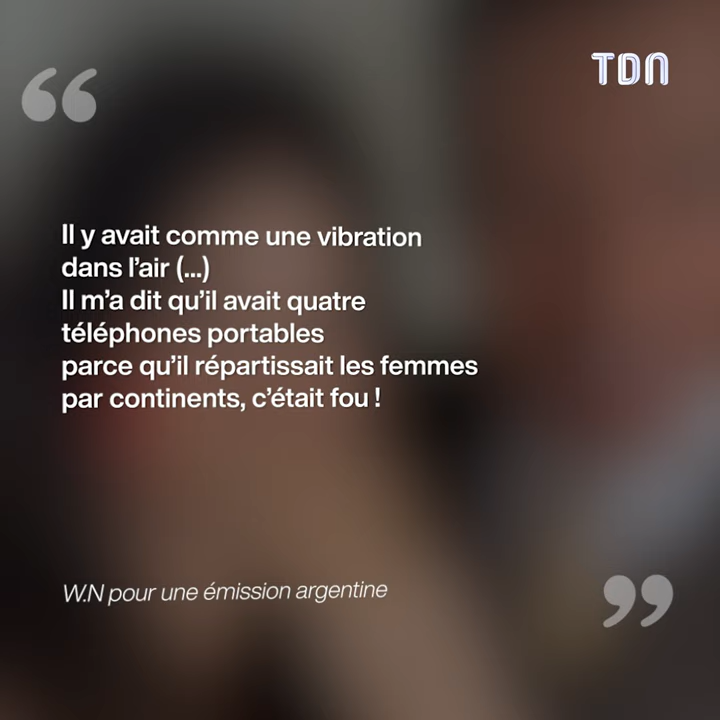 TDN
“
Il y avait comme une vibration
dans l’air (...)
Il m’a dit qu’il avait quatre
téléphones portables
parce qu’il répartissait les femmes
par continents, c’était fou !
W.N pour une émission argentine
”